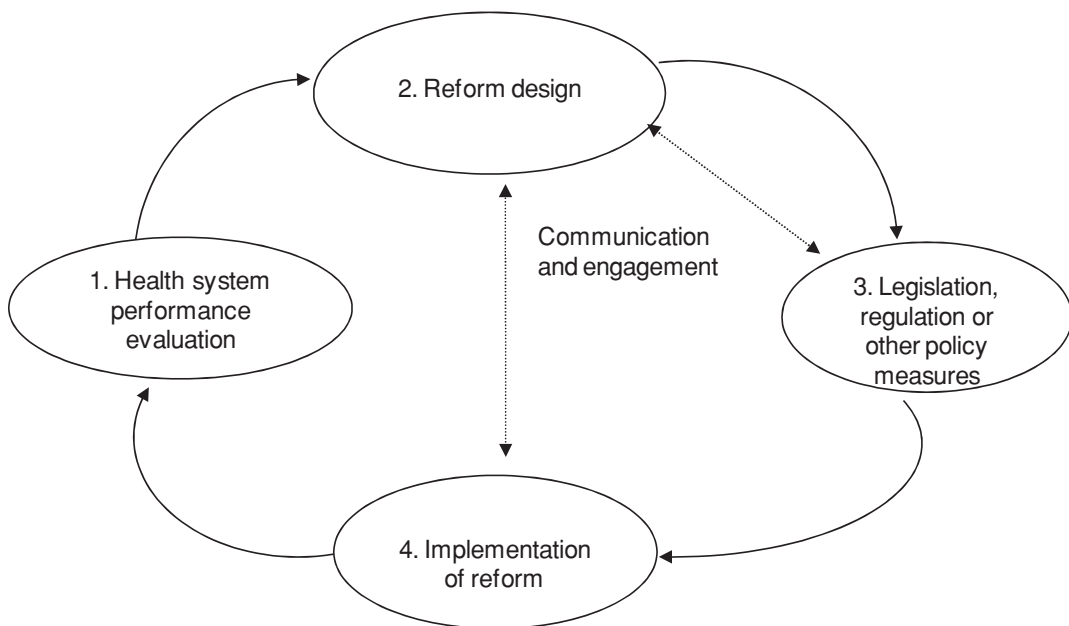 2. Reform design
Communication
and engagement
1. Health system
performance
evaluation
3. Legislation,
regulation or
other policy
measures
4. Implementation
of reform